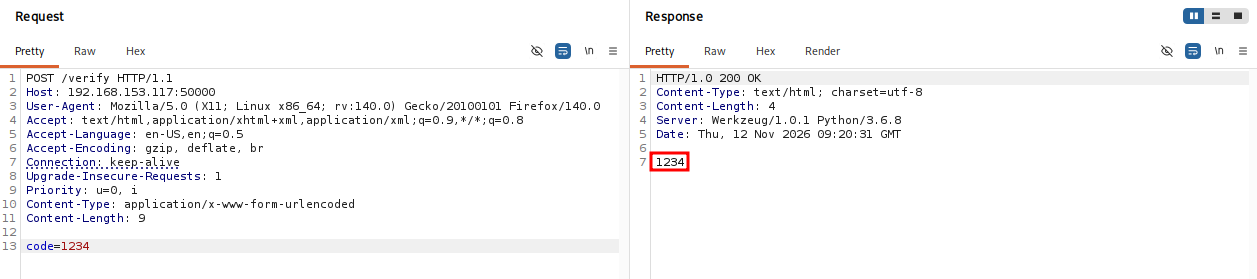 Request
Pretty Raw Hex \n
1 POST /verify HTTP/1.1
2 Host: 192.168.153.117:50000
3 User-Agent: Mozilla/5.0 (X11; Linux x86_64; rv:140.0) Gecko/20100101 Firefox/140.0
4 Accept: text/html,application/xhtml+xml,application/xml;q=0.9,*/*;q=0.8
5 Accept-Language: en-US,en;q=0.5
6 Accept-Encoding: gzip, deflate, br
7 Connection: keep-alive
8 Upgrade-Insecure-Requests: 1
9 Priority: u=0, i
10 Content-Type: application/x-www-form-urlencoded
11 Content-Length: 9
12
13 code=1234
Response
Pretty Raw Hex Render \n
1 HTTP/1.0 200 OK
2 Content-Type: text/html; charset=utf-8
3 Content-Length: 4
4 Server: Werkzeug/1.0.1 Python/3.6.8
5 Date: Thu, 12 Nov 2026 09:20:31 GMT
6
7 1234